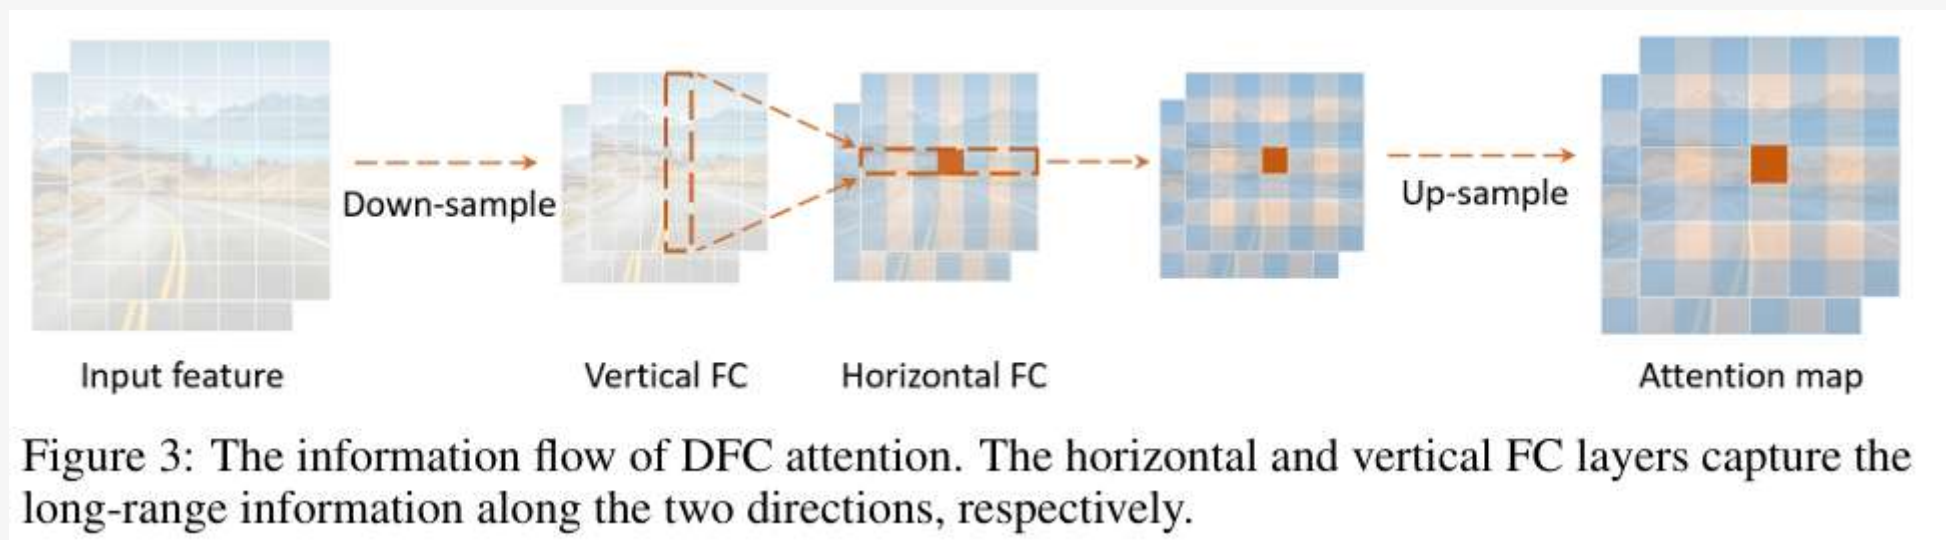 Down-sample
Up-sample
Input feature
Vertical FC
Horizontal FC
Attention map
Figure 3: The information flow of DFC attention. The horizontal and vertical FC layers capture the
long-range information along the two directions, respectively.